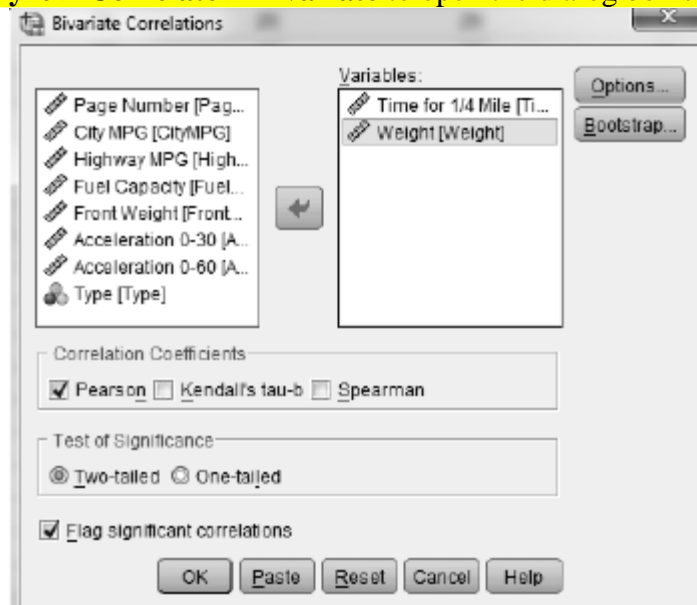 Bivariate Correlations
Variables:
Page Number [Pag...
City MPG [CityMPG]
Highway MPG [High...
Fuel Capacity [Fuel...
Front Weight [Front...
Acceleration 0-30 [A...
Acceleration 0-60 [A...
Type [Type]
Time for 1/4 Mile [Ti...
Weight [Weight]
Options...
Bootstrap...
Correlation Coefficients
Pearson Kendall's tau-b Spearman
Test of Significance
Two-tailed One-tailed
Flag significant correlations
OK Paste Reset Cancel Help